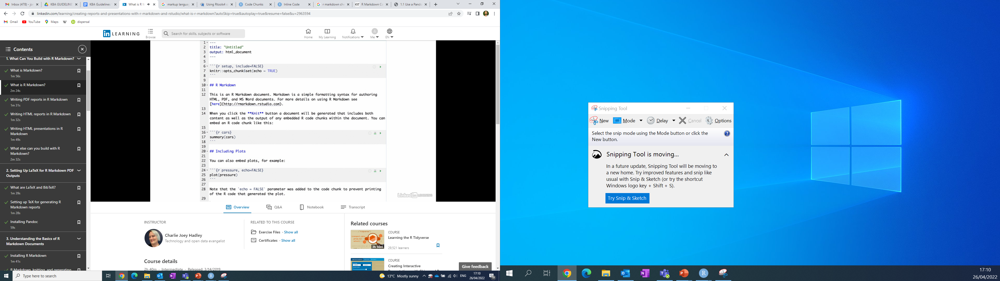 Inbox (478) - jo
KBA GUIDELINE
KBA Guidelines
What is R M
markup langua
Using Rtools4 o
Code Chunks
Inline Code
r markdown che
R Markdown Co
1.1 Use a Pando
linkedin.com/learning/creating-reports-and-presentations-with-r-markdown-and-rstudio/what-is-r-markdown?autoSkip=true&autoplay=true&resume=false&u=2963594
Gmail YouTube Maps W dispersal
in LEARNING
Browse
Search for skills, subjects or software
Home My Learning Notifications Me EN
Contents
1. What Can You Build with R Markdown?
What is Markdown?
1m 56s
What is R Markdown?
2m 24s
Writing PDF reports in R Markdown
1m 31s
Writing HTML reports in R Markdown
1m 32s
Writing HTML presentations in R
Markdown
1m 49s
What else can you build with R
Markdown?
2m 32s
2. Setting Up LaTeX for R Markdown PDF
Outputs
What are LaTeX and BibTeX?
1m 39s
Setting up TeX for generating R
Markdown reports
1m 28s
Installing Pandoc
59s
3. Understanding the Basics of R
Markdown Documents
Installing R Markdown
1m 41s
R Markdown, knitting, and generating
1 ---
2 title: "Untitled"
3 output: html_document
4 ---
5
6 ```{r setup, include=FALSE}
7 knitr::opts_chunk$set(echo = TRUE)
8 ```
9
10 ## R Markdown
11
12 This is an R Markdown document. Markdown is a simple formatting syntax for authoring
HTML, PDF, and MS Word documents. For more details on using R Markdown see
[here](http://rmarkdown.rstudio.com).
13
14 When you click the **Knit** button a document will be generated that includes both
content as well as the output of any embedded R code chunks within the document. You can
embed an R code chunk like this:
15
16 ```{r cars}
17 summary(cars)
18 ```
19
20 ## Including Plots
21
22 You can also embed plots, for example:
23
24 ```{r pressure, echo=FALSE}
25 plot(pressure)
26 ```
27
28 Note that the `echo = FALSE` parameter was added to the code chunk to prevent printing
of the R code that generated the plot.
29
Linked in LEARNING
Overview Q&A Notebook Transcript
INSTRUCTOR
Charlie Joey Hadley
Technology and open data evangelist
RELATED TO THIS COURSE
Exercise Files · Show all
Certificates · Show all
Course details
2h 40m · Intermediate · Released: 3/14/2019
Related courses
3h 50m
COURSE
Learning the R Tidyverse
29,521 learners
COURSE
Creating Interactive
Give feedback
Type here to search
13°C Mostly sunny
ENG
17:10
26/04/2022
19
Snipping Tool
New Mode Delay Cancel Options
Select the snip mode using the Mode button or click the
New button.
Snipping Tool is moving...
In a future update, Snipping Tool will be moving to
a new home. Try improved features and snip like
usual with Snip & Sketch (or try the shortcut
Windows logo key + Shift + S).
Try Snip & Sketch
17:10
26/04/2022